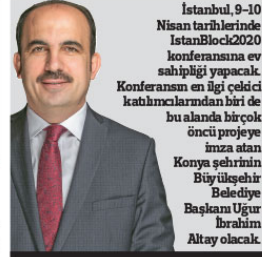 İstanbul, 9-10
Nisan tarihlerinde
IstanBlock2020
konferansına ev
sahipliği yapacak.
Konferansın en ilgi çekici
katılımcılarından biri de
bu alanda birçok
öncü projeye
imza atan
Konya şehrinin
Büyükşehir
Belediye
Başkanı Uğur
İbrahim
Altay olacak.